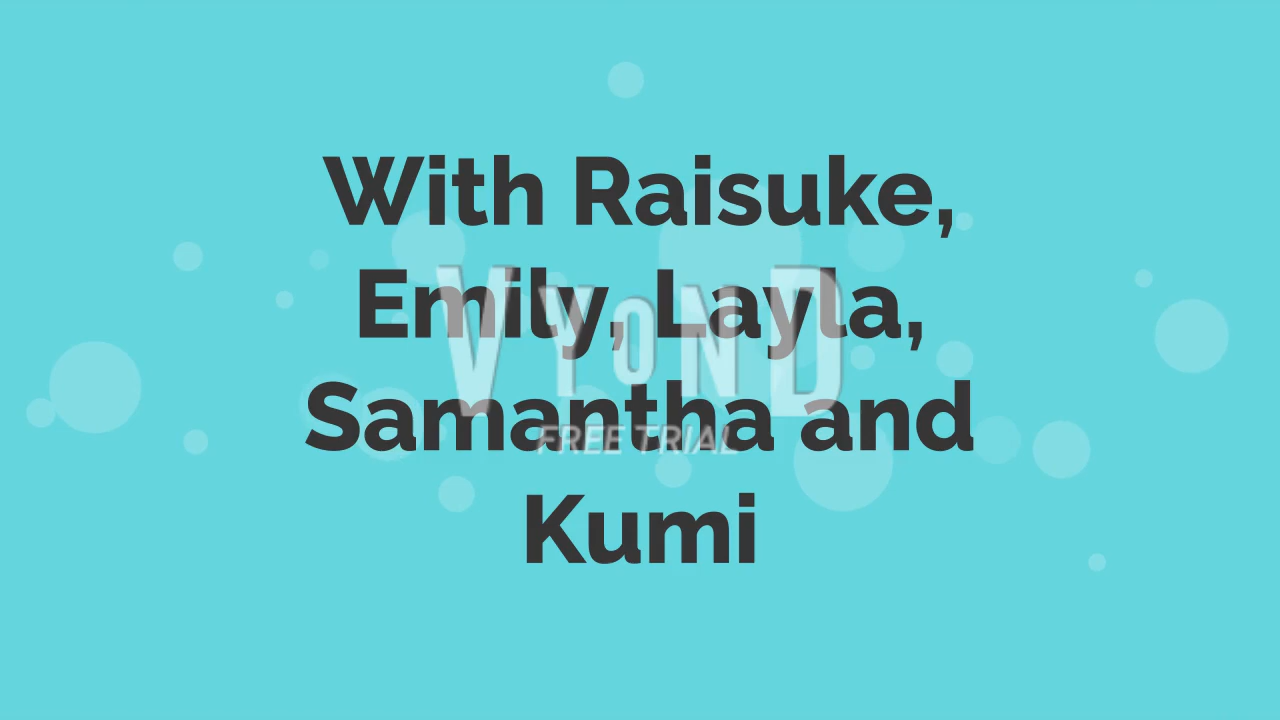 With Raisuke,
Emily, Layla,
Samantha and
Kumi
VYOND
FREE TRIAL